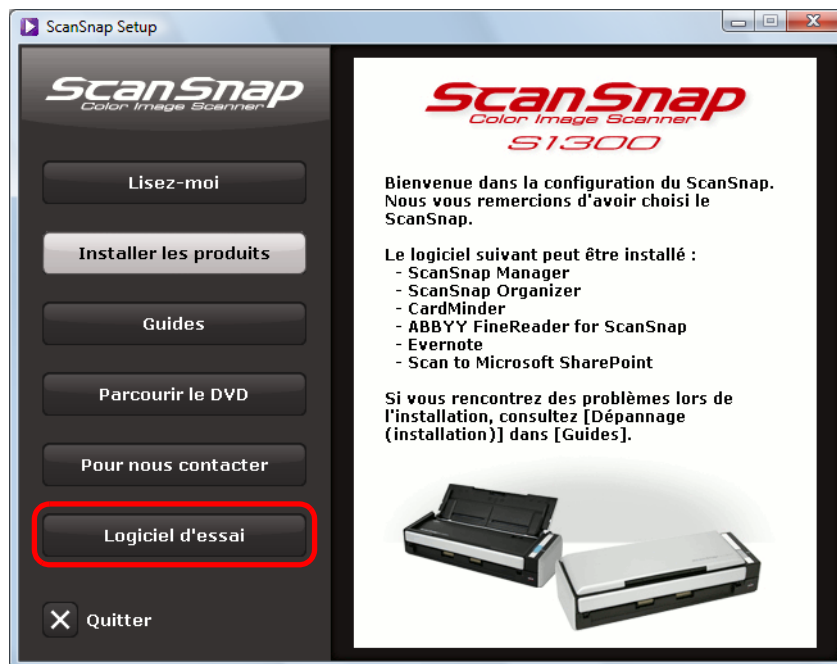 ScanSnap Setup
ScanSnap
Color Image Scanner
Lisez-moi
Installer les produits
Guides
Parcourir le DVD
Pour nous contacter
Logiciel d'essai
Quitter
ScanSnap
Color Image Scanner
S1300
Bienvenue dans la configuration du ScanSnap.
Nous vous remercions d'avoir choisi le
ScanSnap.
Le logiciel suivant peut être installé :
- ScanSnap Manager
- ScanSnap Organizer
- CardMinder
- ABBYY FineReader for ScanSnap
- Evernote
- Scan to Microsoft SharePoint
Si vous rencontrez des problèmes lors de
l'installation, consultez [Dépannage
(installation)] dans [Guides].